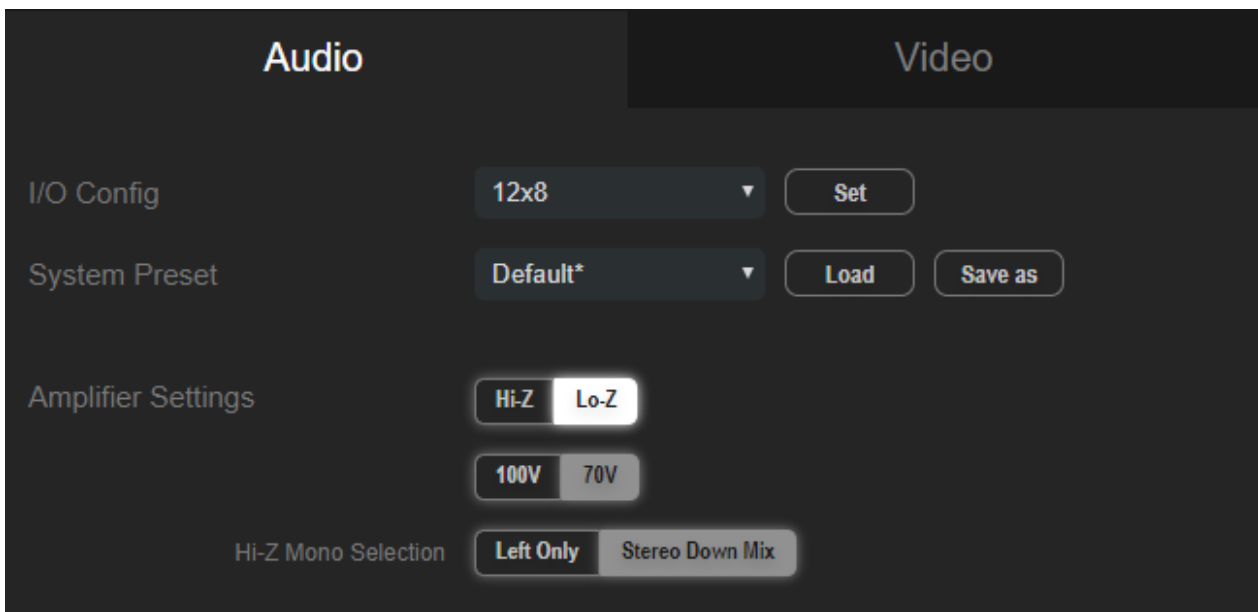 Audio Video
I/O Config 12x8 Set
System Preset Default* Load Save as
Amplifier Settings Hi-Z Lo-Z
100V 70V
Hi-Z Mono Selection Left Only Stereo Down Mix